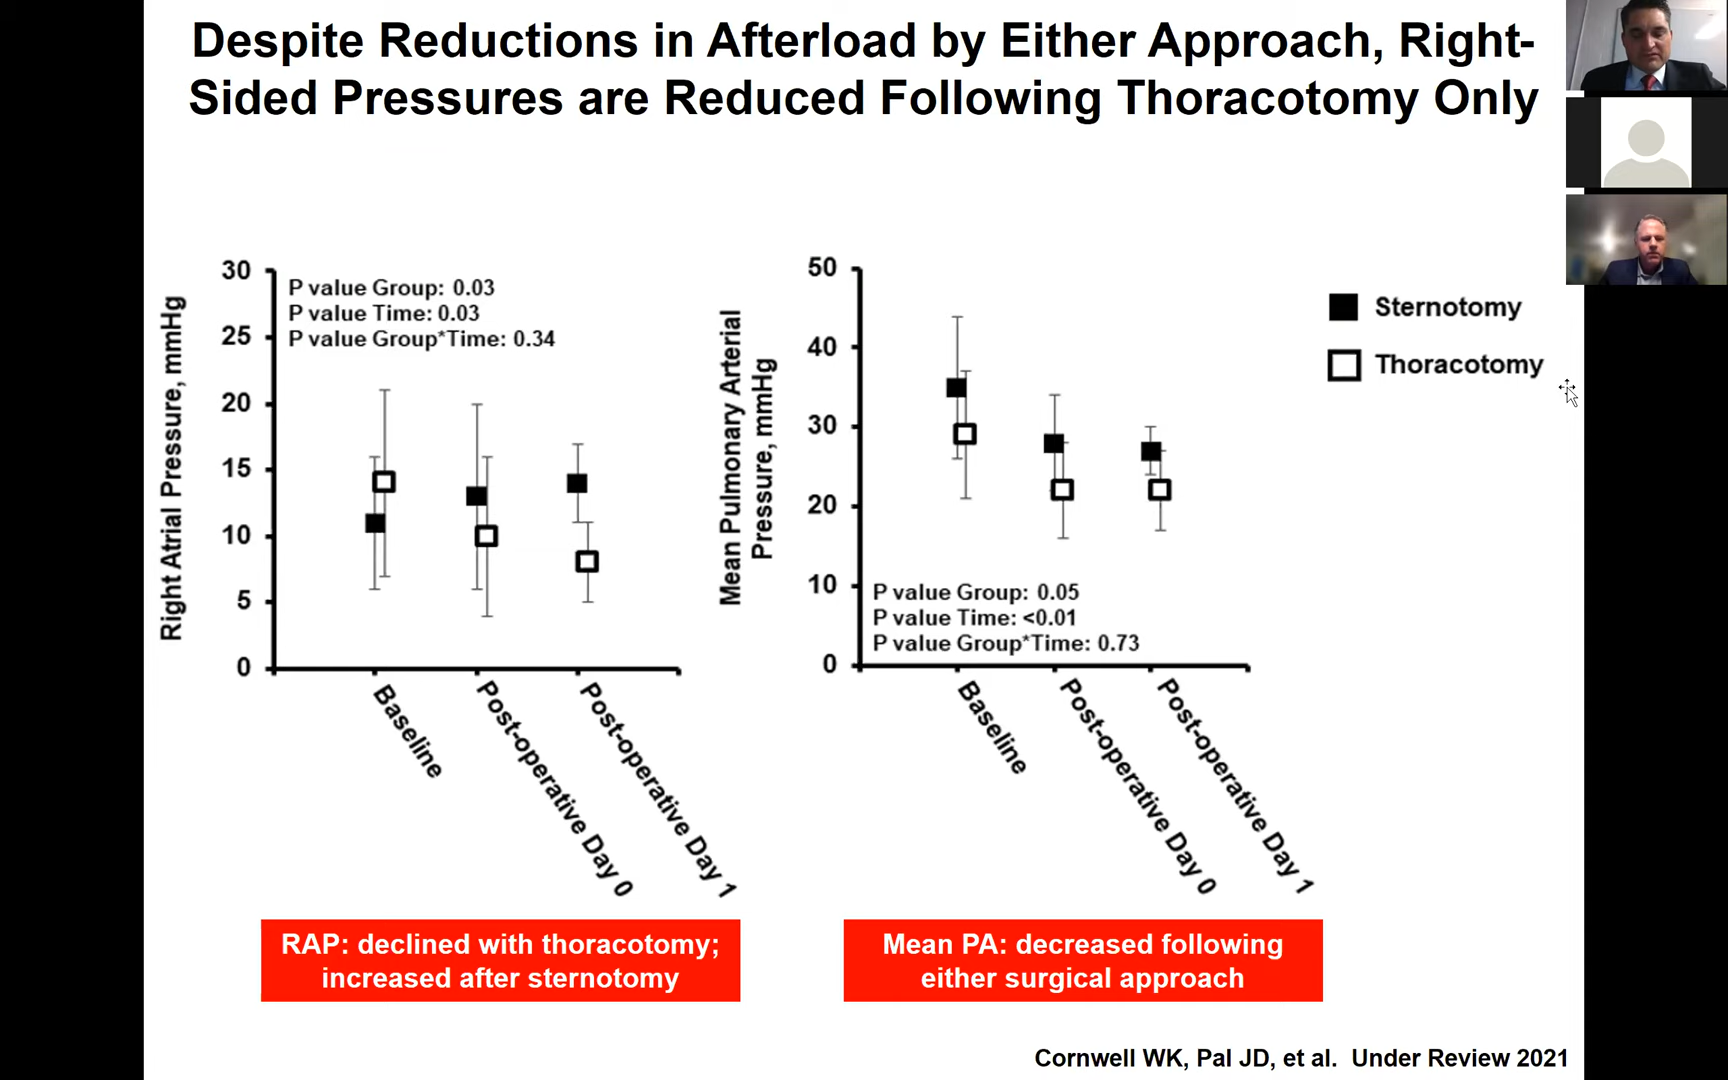 Despite Reductions in Afterload by Either Approach, Right-
Sided Pressures are Reduced Following Thoracotomy Only
Right Atrial Pressure, mmHg
30
25
20
15
10
5
0
P value Group: 0.03
P value Time: 0.03
P value Group*Time: 0.34
Baseline
Post-operative Day 0
Post-operative Day 1
Mean Pulmonary Arterial
Pressure, mmHg
50
40
30
20
10
0
P value Group: 0.05
P value Time: <0.01
P value Group*Time: 0.73
Baseline
Post-operative Day 0
Post-operative Day 1
Sternotomy
Thoracotomy
RAP: declined with thoracotomy;
increased after sternotomy
Mean PA: decreased following
either surgical approach
Cornwell WK, Pal JD, et al. Under Review 2021